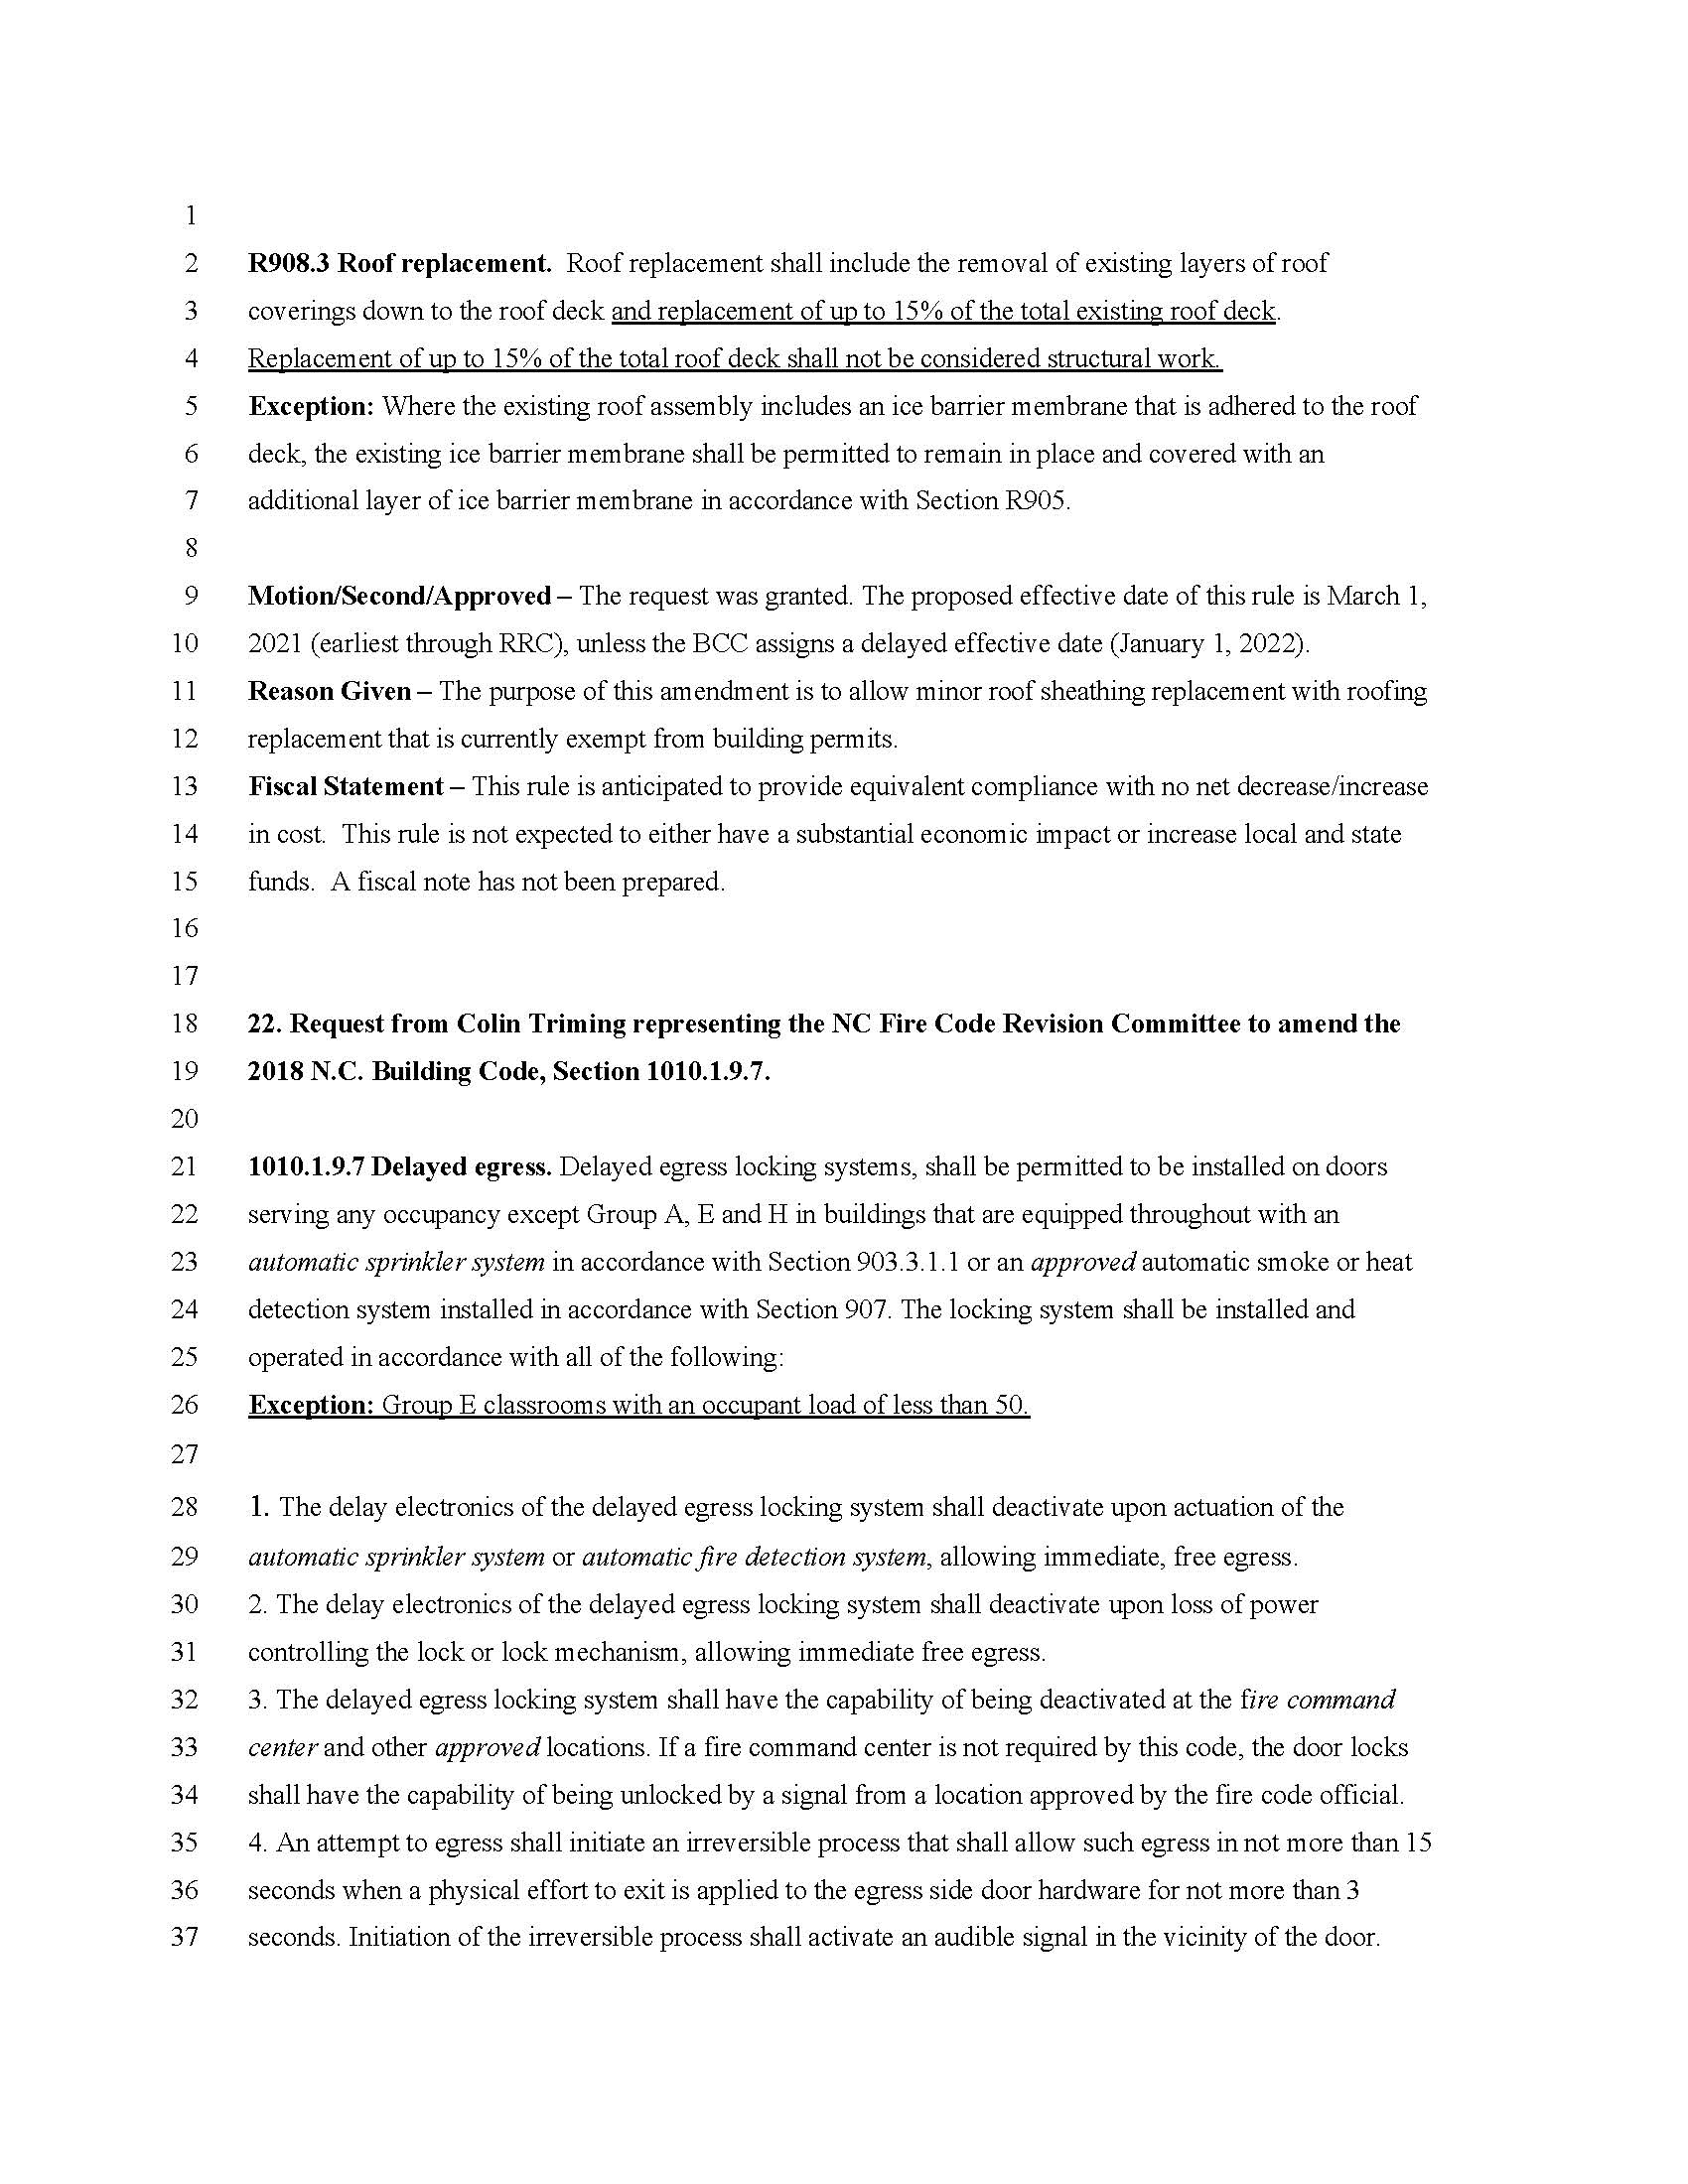 1
2 R908.3 Roof replacement.  Roof replacement shall include the removal of existing layers of roof
3 coverings down to the roof deck and replacement of up to 15% of the total existing roof deck.
4 Replacement of up to 15% of the total roof deck shall not be considered structural work.
5 Exception: Where the existing roof assembly includes an ice barrier membrane that is adhered to the roof
6 deck, the existing ice barrier membrane shall be permitted to remain in place and covered with an
7 additional layer of ice barrier membrane in accordance with Section R905.
8
9 Motion/Second/Approved – The request was granted. The proposed effective date of this rule is March 1,
10 2021 (earliest through RRC), unless the BCC assigns a delayed effective date (January 1, 2022).
11 Reason Given – The purpose of this amendment is to allow minor roof sheathing replacement with roofing
12 replacement that is currently exempt from building permits.
13 Fiscal Statement – This rule is anticipated to provide equivalent compliance with no net decrease/increase
14 in cost.  This rule is not expected to either have a substantial economic impact or increase local and state
15 funds.  A fiscal note has not been prepared.
16
17
18 22. Request from Colin Triming representing the NC Fire Code Revision Committee to amend the
19 2018 N.C. Building Code, Section 1010.1.9.7.
20
21 1010.1.9.7 Delayed egress. Delayed egress locking systems, shall be permitted to be installed on doors
22 serving any occupancy except Group A, E and H in buildings that are equipped throughout with an
23 automatic sprinkler system in accordance with Section 903.3.1.1 or an approved automatic smoke or heat
24 detection system installed in accordance with Section 907. The locking system shall be installed and
25 operated in accordance with all of the following:
26 Exception: Group E classrooms with an occupant load of less than 50.
27
28 1. The delay electronics of the delayed egress locking system shall deactivate upon actuation of the
29 automatic sprinkler system or automatic fire detection system, allowing immediate, free egress.
30 2. The delay electronics of the delayed egress locking system shall deactivate upon loss of power
31 controlling the lock or lock mechanism, allowing immediate free egress.
32 3. The delayed egress locking system shall have the capability of being deactivated at the fire command
33 center and other approved locations. If a fire command center is not required by this code, the door locks
34 shall have the capability of being unlocked by a signal from a location approved by the fire code official.
35 4. An attempt to egress shall initiate an irreversible process that shall allow such egress in not more than 15
36 seconds when a physical effort to exit is applied to the egress side door hardware for not more than 3
37 seconds. Initiation of the irreversible process shall activate an audible signal in the vicinity of the door.